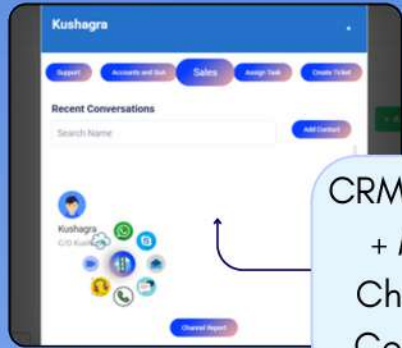 Kushagra
Support
Accounts and
Sales
Assign Task
Create Ticket
Recent Conversations
Search Name
Add Contact
Kushagra
C/O
Channel Report
CRM
+
Ch
Co